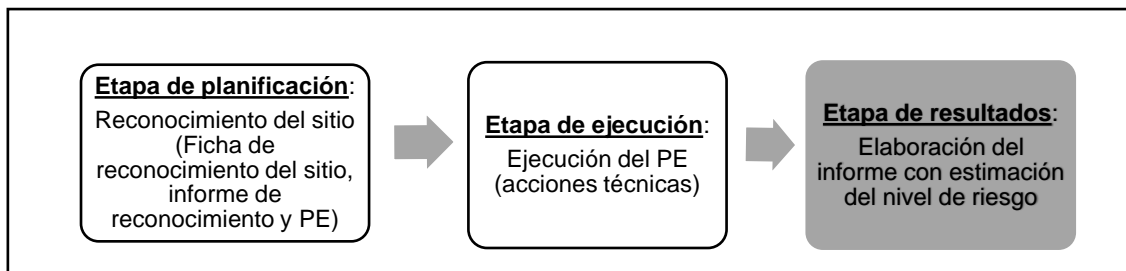 Etapa de planificación:
Reconocimiento del sitio
(Ficha de
reconocimiento del sitio,
informe de
reconocimiento y PE)
Etapa de ejecución:
Ejecución del PE
(acciones técnicas)
Etapa de resultados:
Elaboración del
informe con estimación
del nivel de riesgo